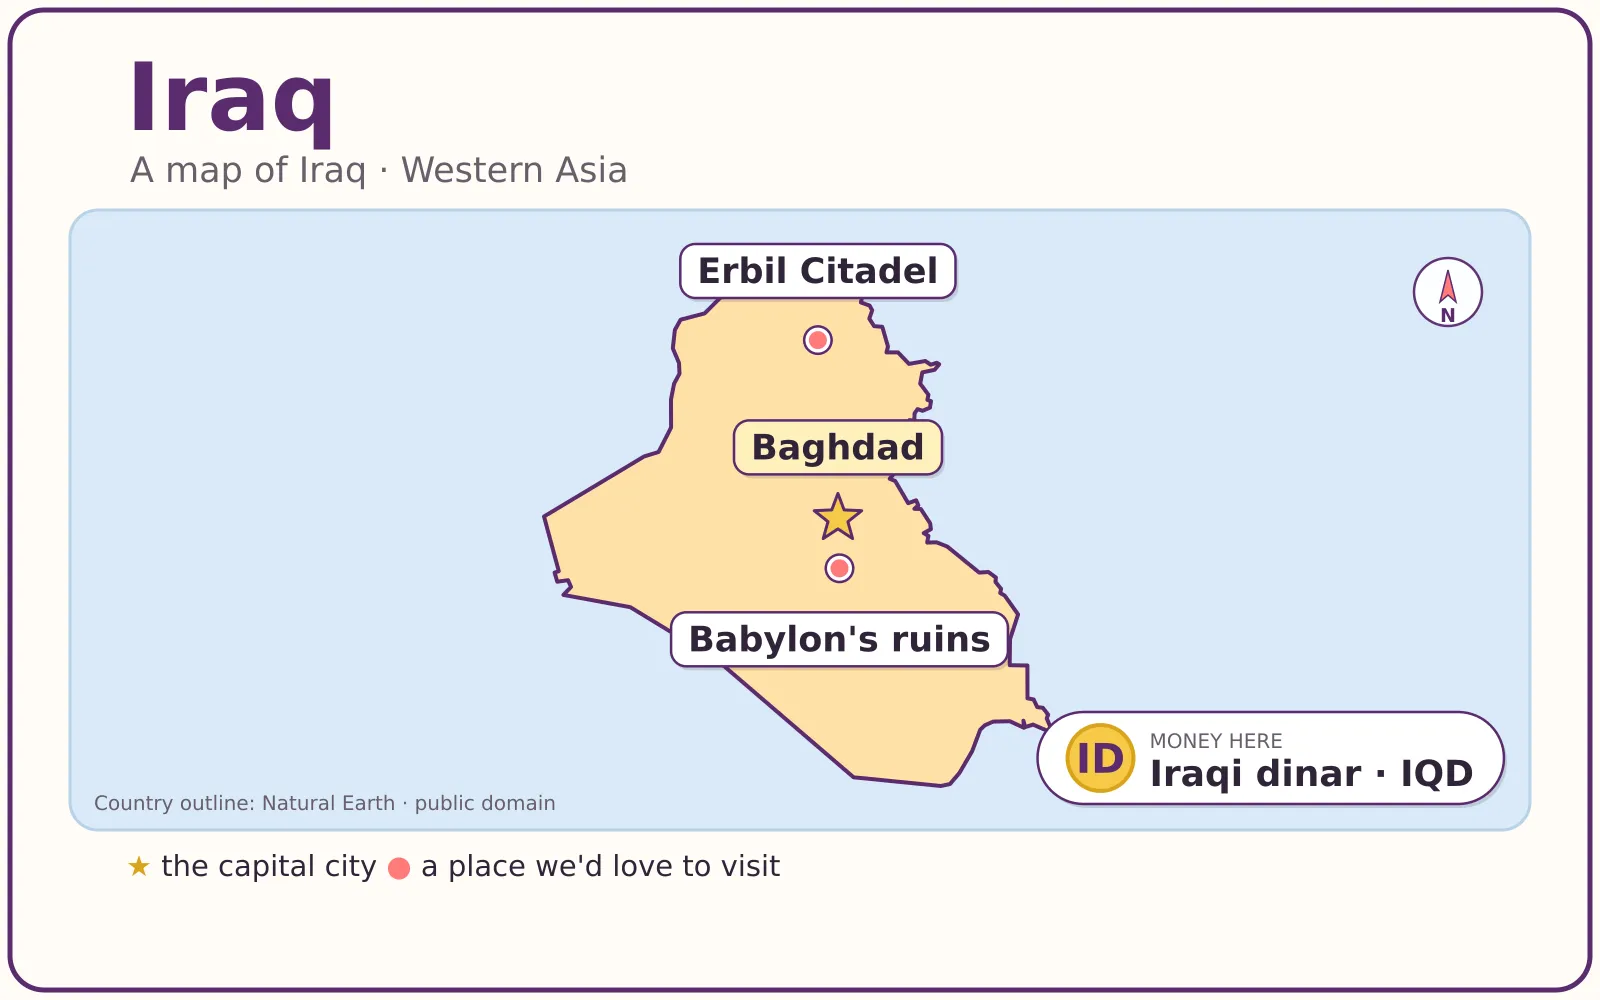 Iraq
A map of Iraq · Western Asia
Erbil Citadel
N
Baghdad
Babylon's ruins
ID
MONEY HERE
Iraqi dinar · IQD
Country outline: Natural Earth · public domain
★ the capital city ● a place we'd love to visit